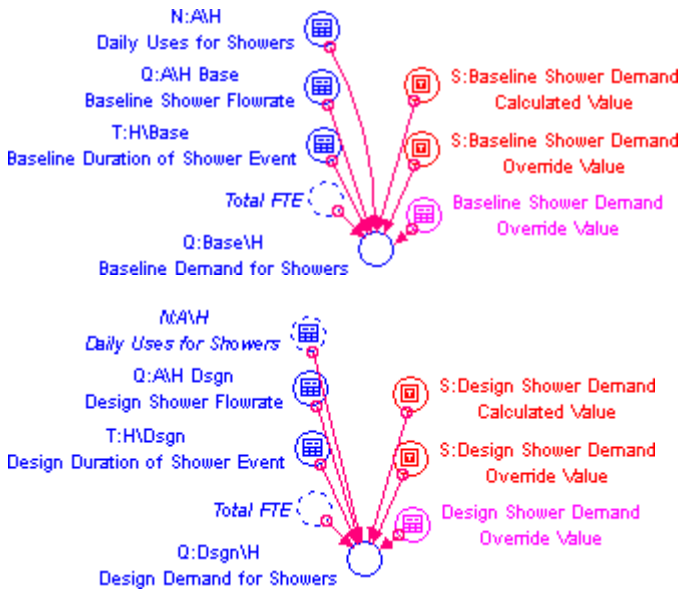 N:A\H
Daily Uses for Showers
Q:A\H Base
Baseline Shower Flowrate
S:Baseline Shower Demand
Calculated Value
T:H\Base
Baseline Duration of Shower Event
S:Baseline Shower Demand
Override Value
Total FTE
Baseline Shower Demand
Override Value
Q:Base\H
Baseline Demand for Showers
N:A\H
Daily Uses for Showers
Q:A\H Dsgn
Design Shower Flowrate
S:Design Shower Demand
Calculated Value
T:H\Dsgn
Design Duration of Shower Event
S:Design Shower Demand
Override Value
Total FTE
Design Shower Demand
Override Value
Q:Dsgn\H
Design Demand for Showers